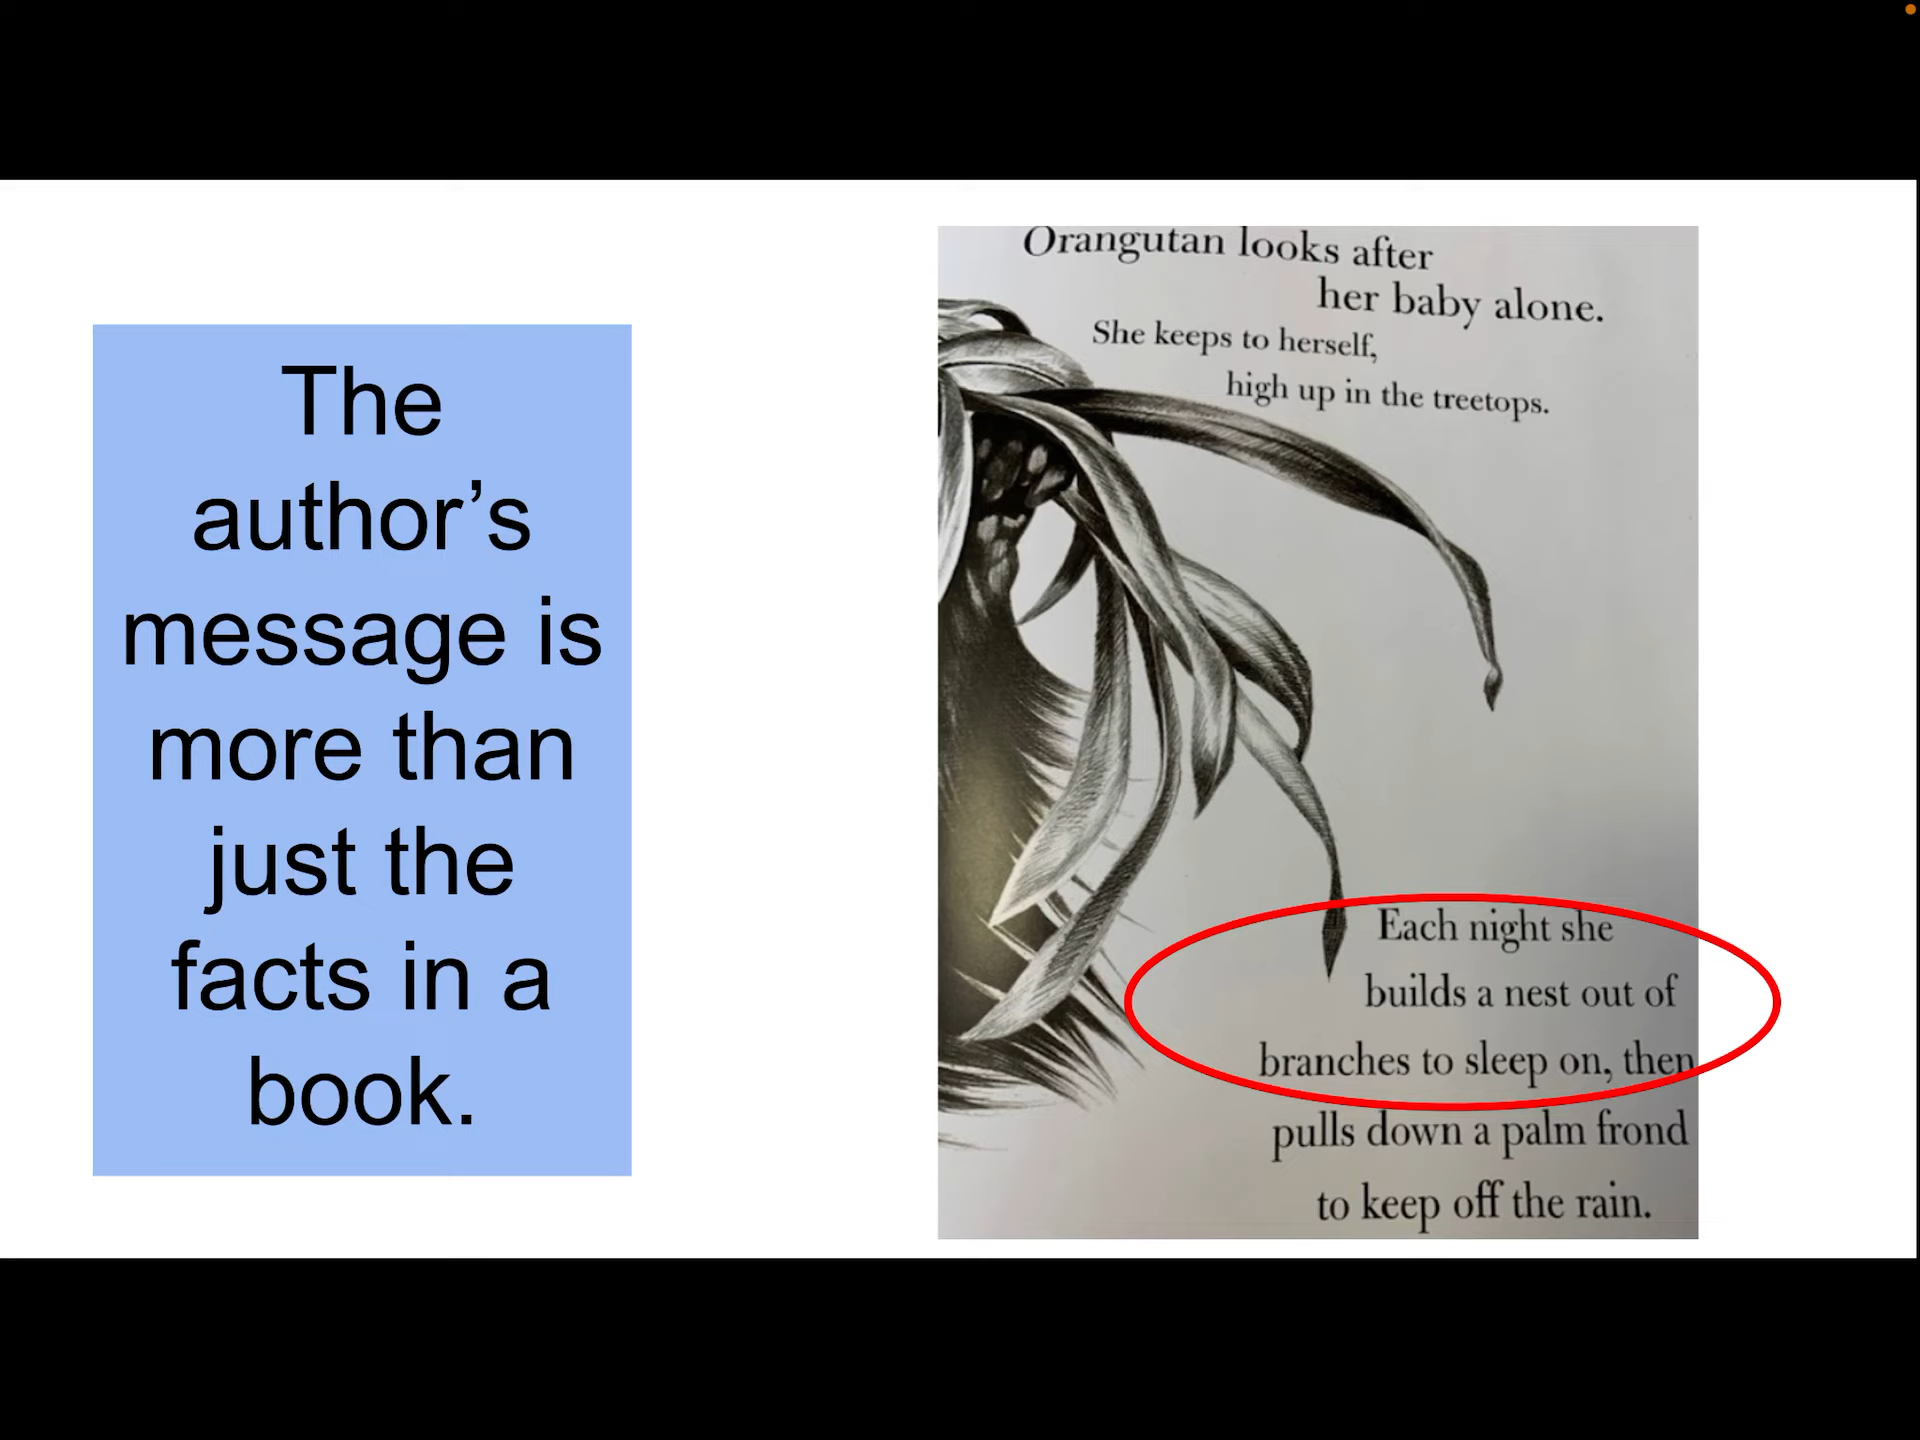 The
author’s
message is
more than
just the
facts in a
book.
Orangutan looks after
her baby alone.
She keeps to herself,
high up in the treetops.
Each night she
builds a nest out of
branches to sleep on, then
pulls down a palm frond
to keep off the rain.